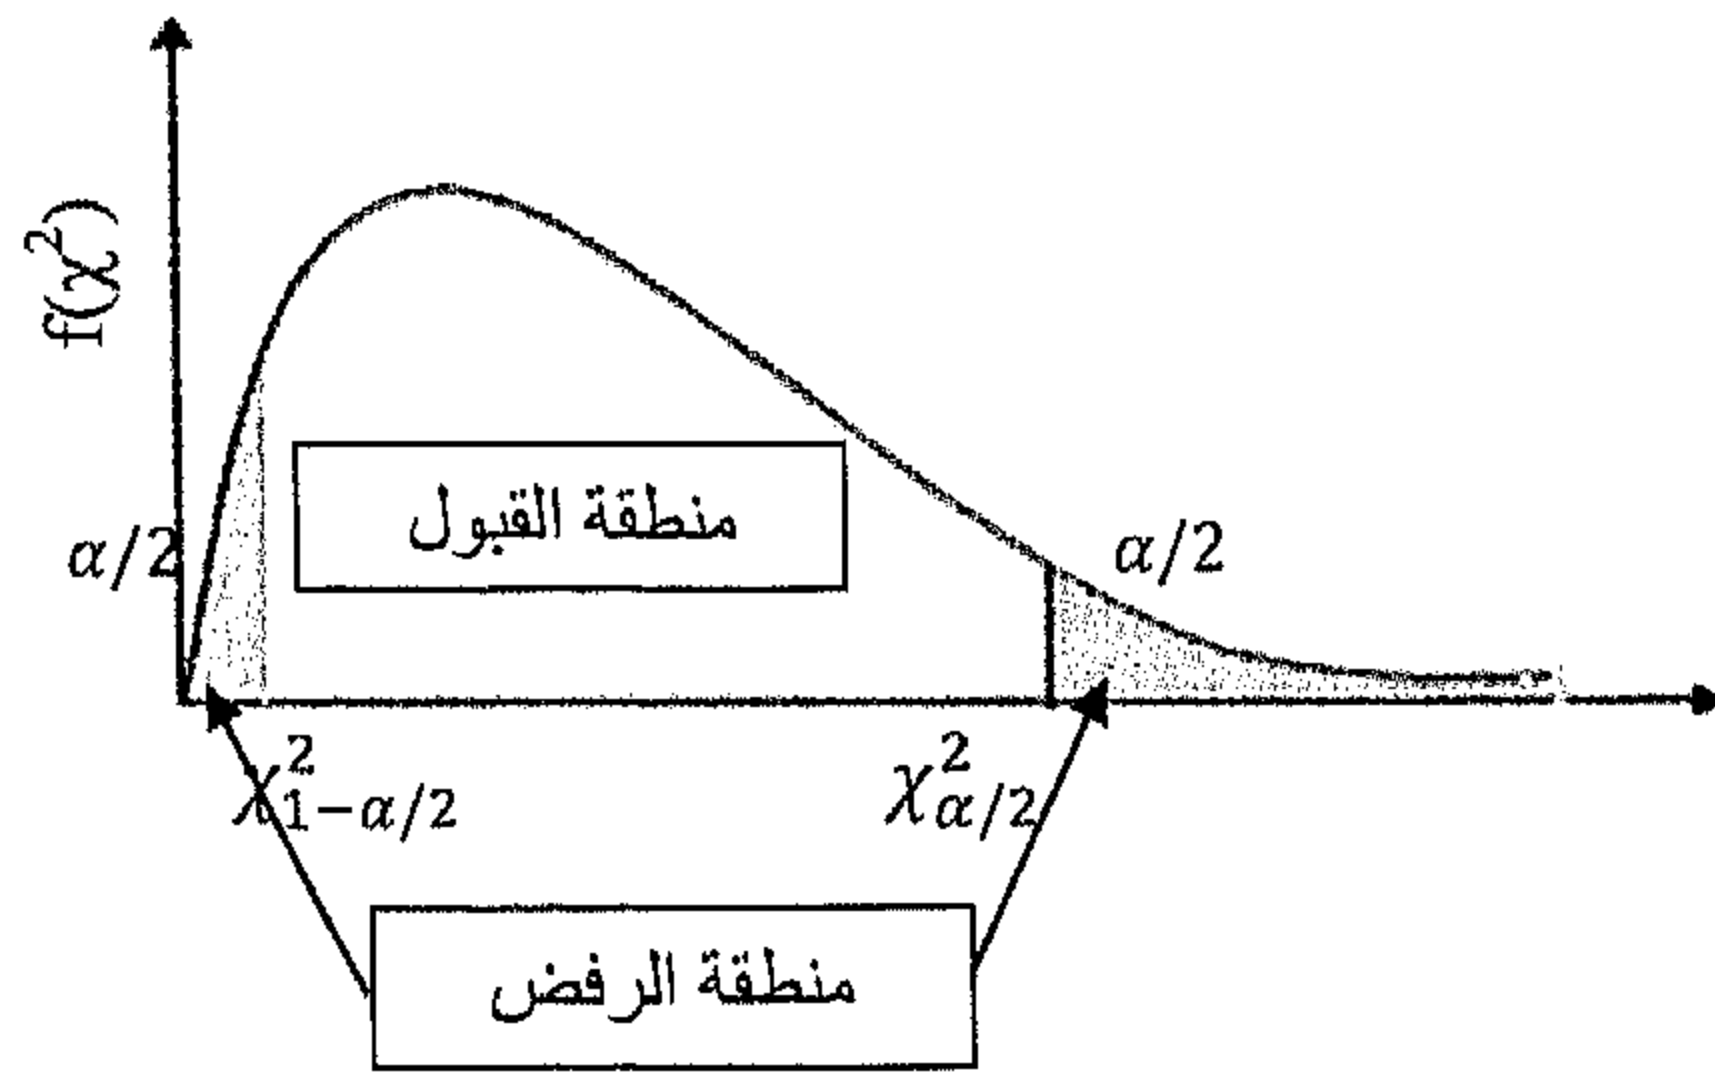 f(χ²)
منطقة القبول
α/2
α/2
χ²₁₋α/₂
χ²α/₂
منطقة الرفض